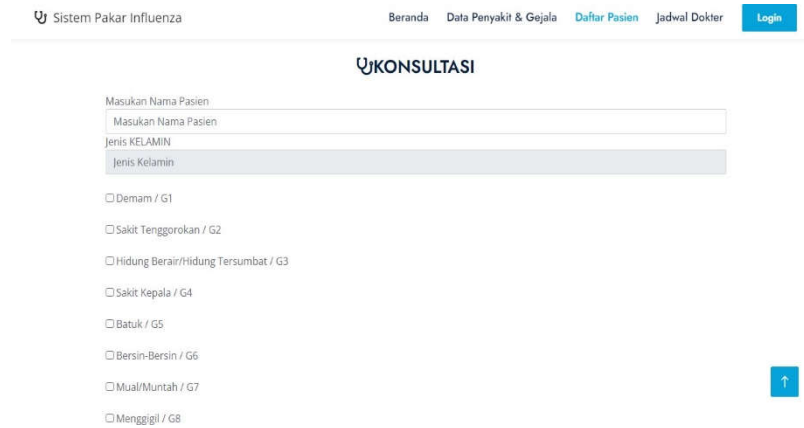 Sistem Pakar Influenza Beranda Data Penyakit & Gejala Daftar Pasien Jadwal Dokter Login
KONSULTASI
Masukan Nama Pasien
Masukan Nama Pasien
Jenis KELAMIN
Jenis Kelamin
Demam / G1
Sakit Tenggorokan / G2
Hidung Berair/Hidung Tersumbat / G3
Sakit Kepala / G4
Batuk / G5
Bersin-Bersin / G6
Mual/Muntah / G7
Menggigil / G8